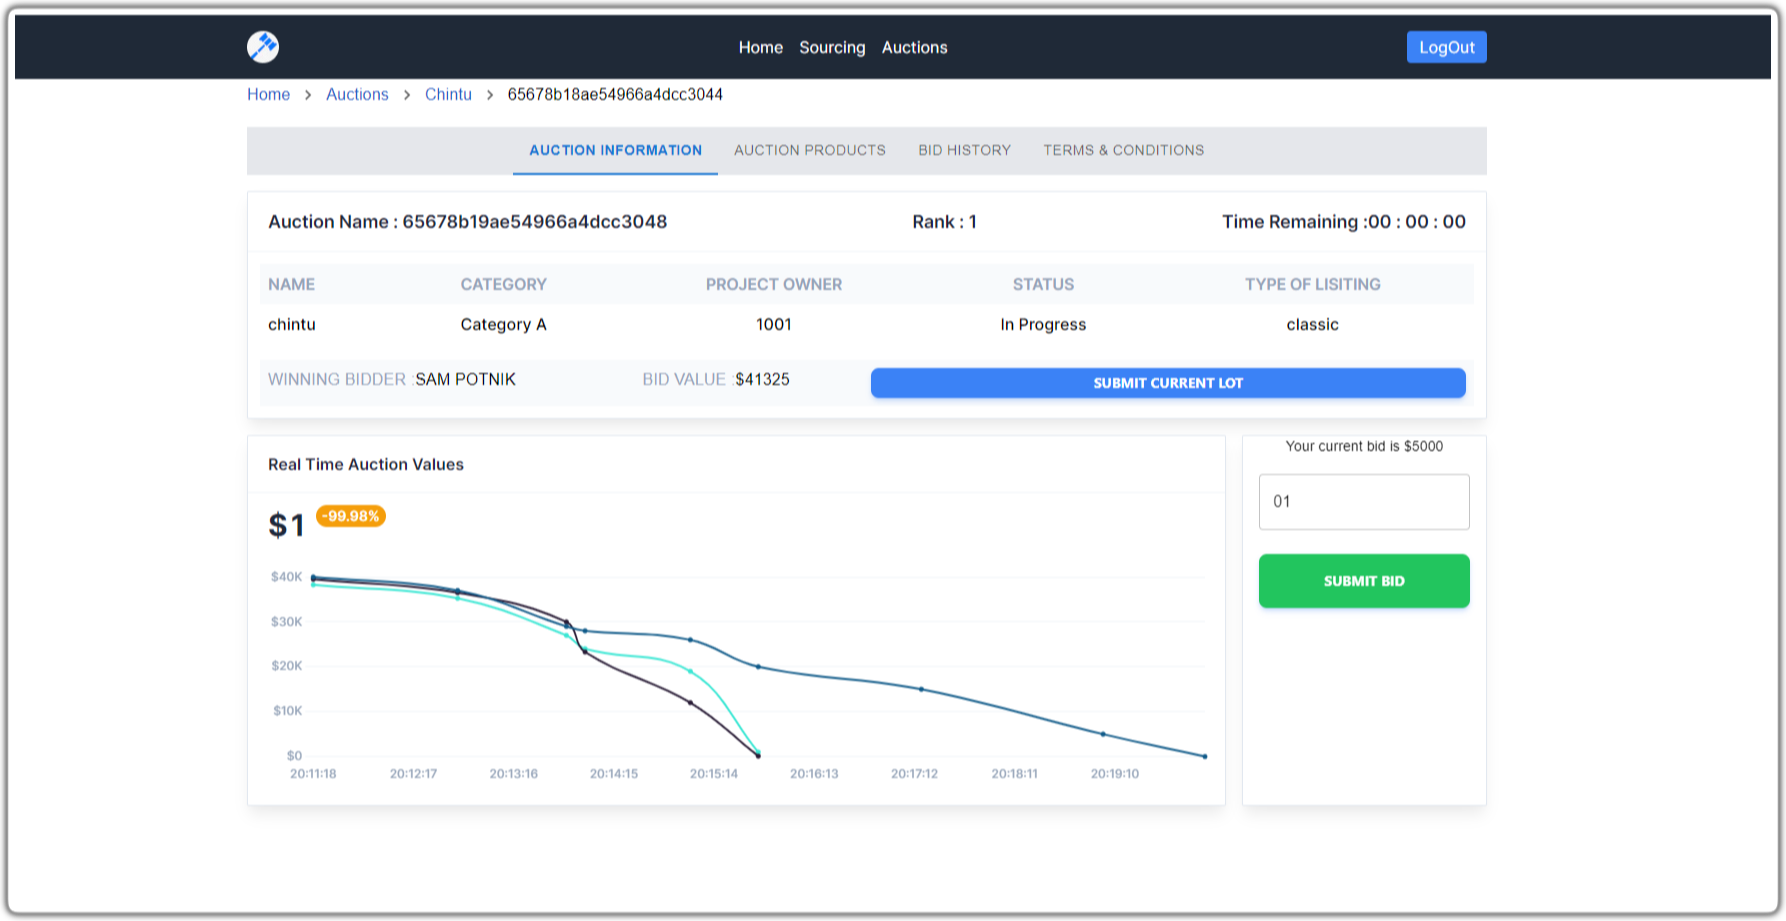 Home Sourcing Auctions LogOut
Home > Auctions > Chintu > 65678b18ae54966a4dcc3044
AUCTION INFORMATION AUCTION PRODUCTS BID HISTORY TERMS & CONDITIONS
Auction Name : 65678b19ae54966a4dcc3048 Rank : 1 Time Remaining :00 : 00 : 00
NAME CATEGORY PROJECT OWNER STATUS TYPE OF LISITING
chintu Category A 1001 In Progress classic
WINNING BIDDER :SAM POTNIK BID VALUE :$41325 SUBMIT CURRENT LOT
Real Time Auction Values
$1 -99.98%
$40K
$30K
$20K
$10K
$0
20:11:18 20:12:17 20:13:16 20:14:15 20:15:14 20:16:13 20:17:12 20:18:11 20:19:10
Your current bid is $5000
01
SUBMIT BID